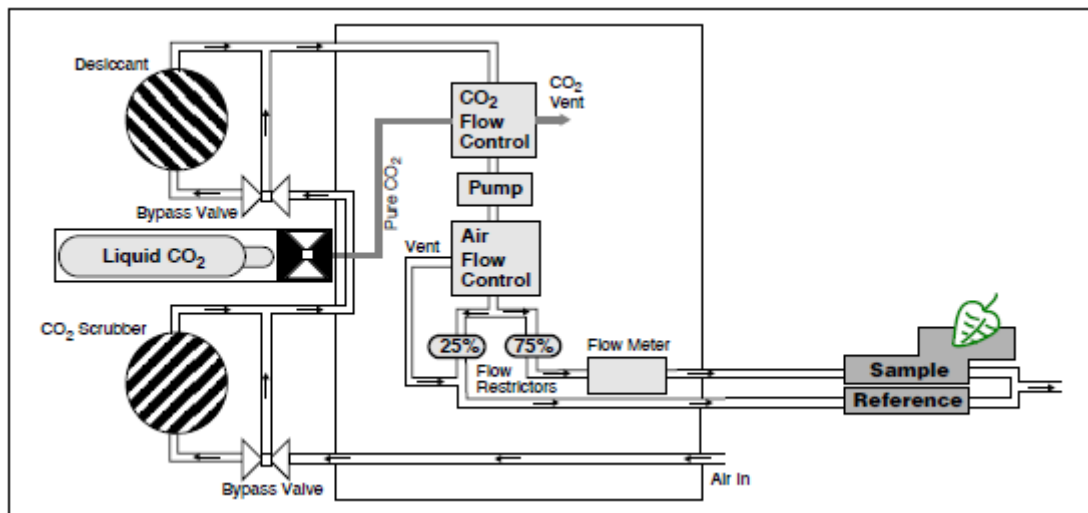 Desiccant
CO2
Flow
Control
CO2
Vent
Pump
Bypass Valve
Pure CO2
Liquid CO2
Vent
Air
Flow
Control
CO2 Scrubber
25%
75%
Flow Meter
Flow
Restrictors
Sample
Reference
Air In
Bypass Valve